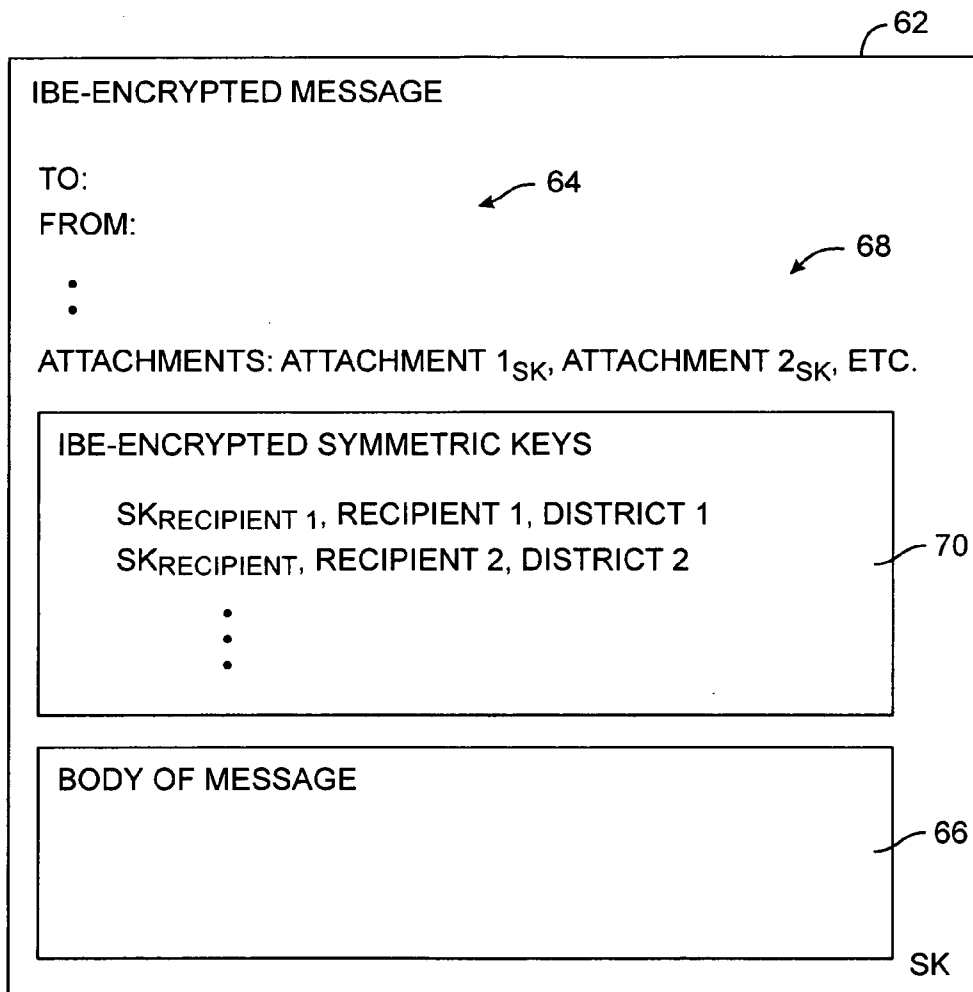 62
IBE-ENCRYPTED MESSAGE
TO:
64
FROM:
68
ATTACHMENTS: ATTACHMENT 1SK, ATTACHMENT 2SK, ETC.
IBE-ENCRYPTED SYMMETRIC KEYS
SKRECIPIENT 1, RECIPIENT 1, DISTRICT 1
SKRECIPIENT, RECIPIENT 2, DISTRICT 2
70
BODY OF MESSAGE
66
SK